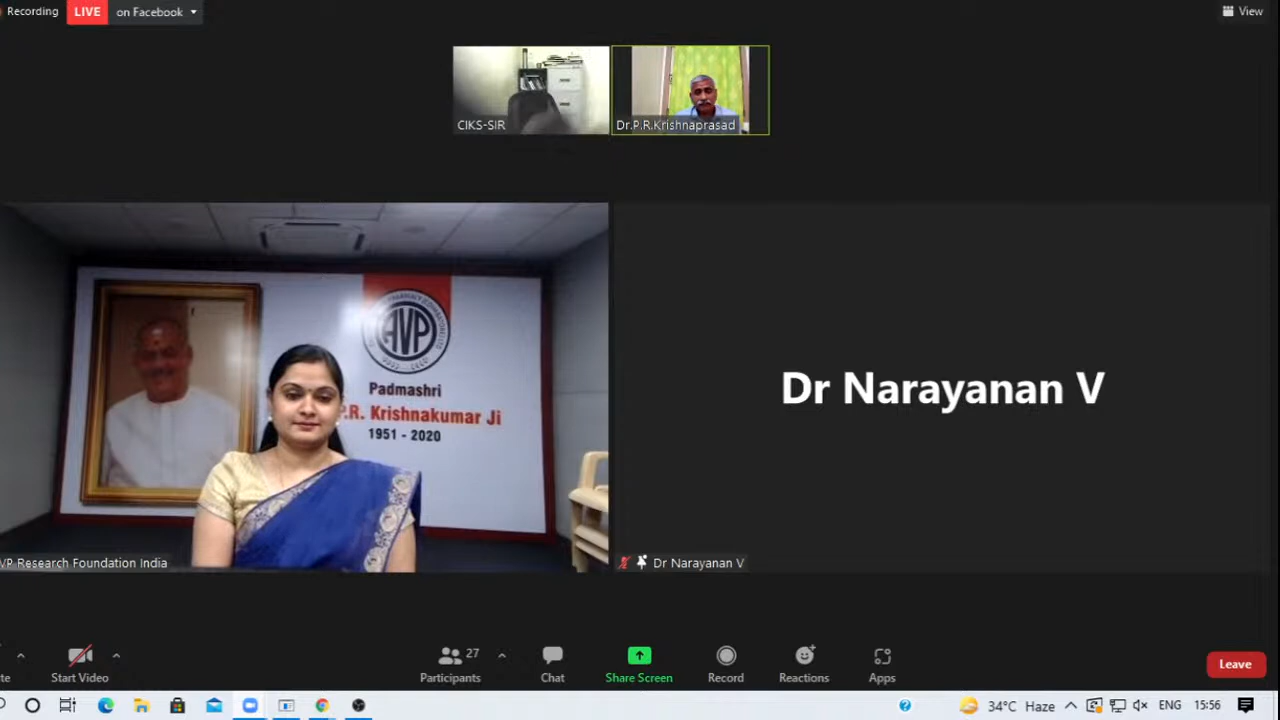 Recording LIVE on Facebook
View
CIKS-SIR
Dr.P.R.Krishnaprasad
AVP
Padmashri
P.R. Krishnakumar Ji
1951 - 2020
VP Research Foundation India
Dr Narayanan V
Dr Narayanan V
te
Start Video
Participants
27
Chat
Share Screen
Record
Reactions
Apps
Leave
34°C Haze
ENG
15:56